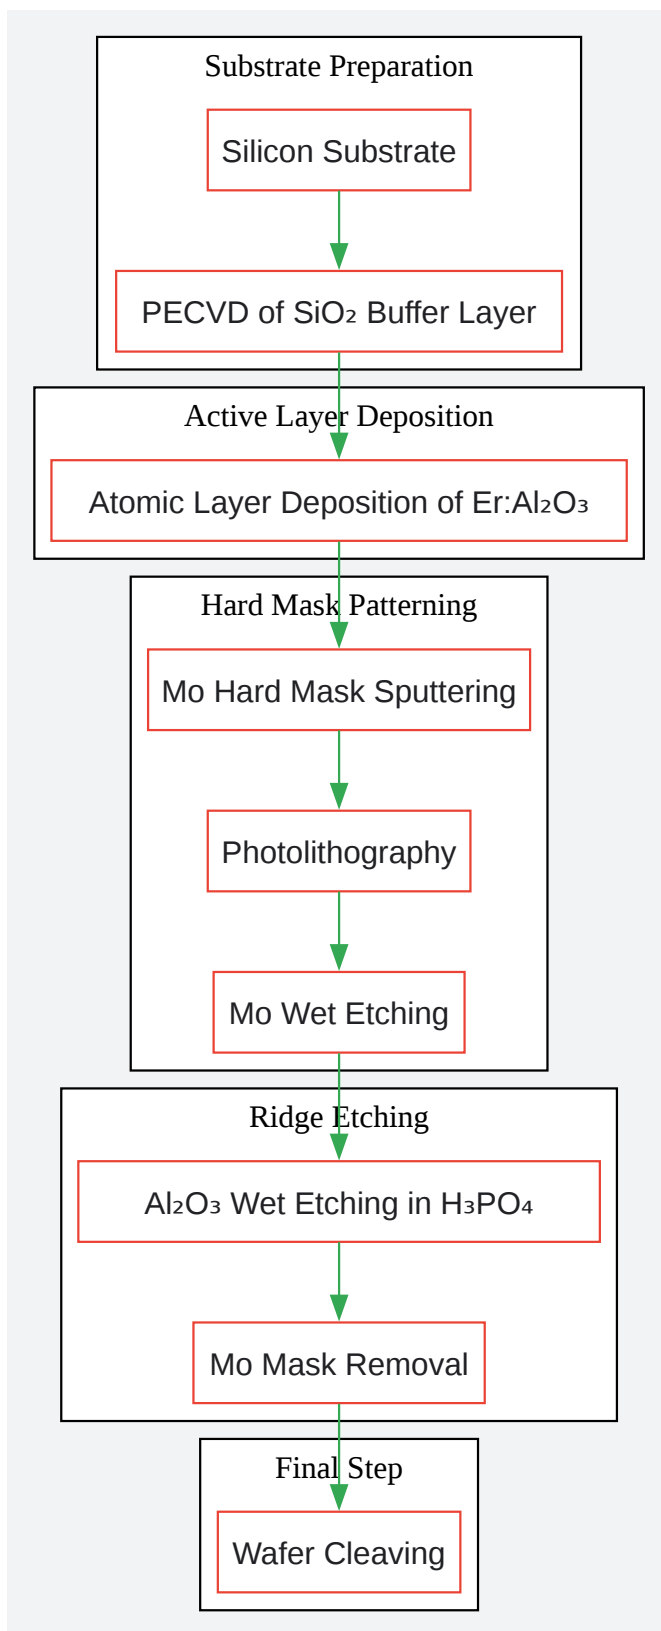 Substrate Preparation
Silicon Substrate
PECVD of SiO₂ Buffer Layer
Active Layer Deposition
Atomic Layer Deposition of Er:Al₂O₃
Hard Mask Patterning
Mo Hard Mask Sputtering
Photolithography
Mo Wet Etching
Ridge Etching
Al₂O₃ Wet Etching in H₃PO₄
Mo Mask Removal
Final Step
Wafer Cleaving